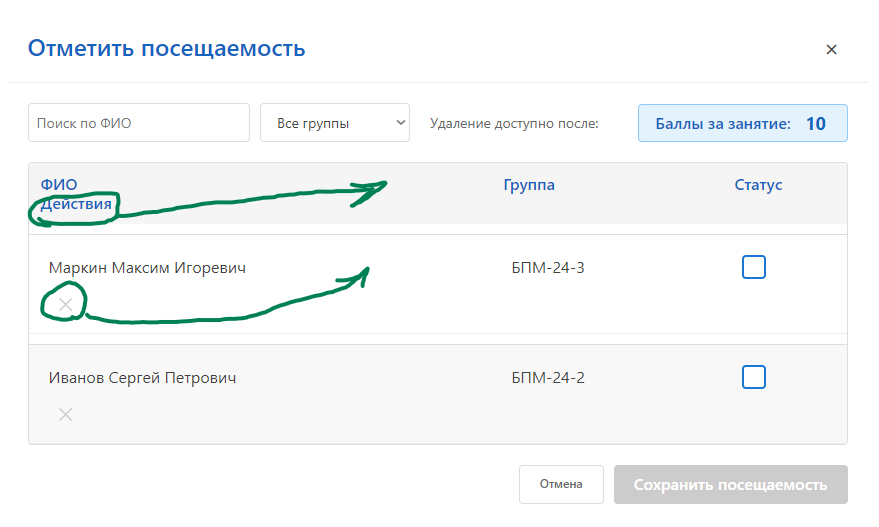 Отметить посещаемость
Поиск по ФИО
Все группы
Удаление доступно после:
Баллы за занятие: 10
ФИО
Группа
Статус
Действия
Маркин Максим Игоревич
БПМ-24-3
Иванов Сергей Петрович
БПМ-24-2
Отмена
Сохранить посещаемость